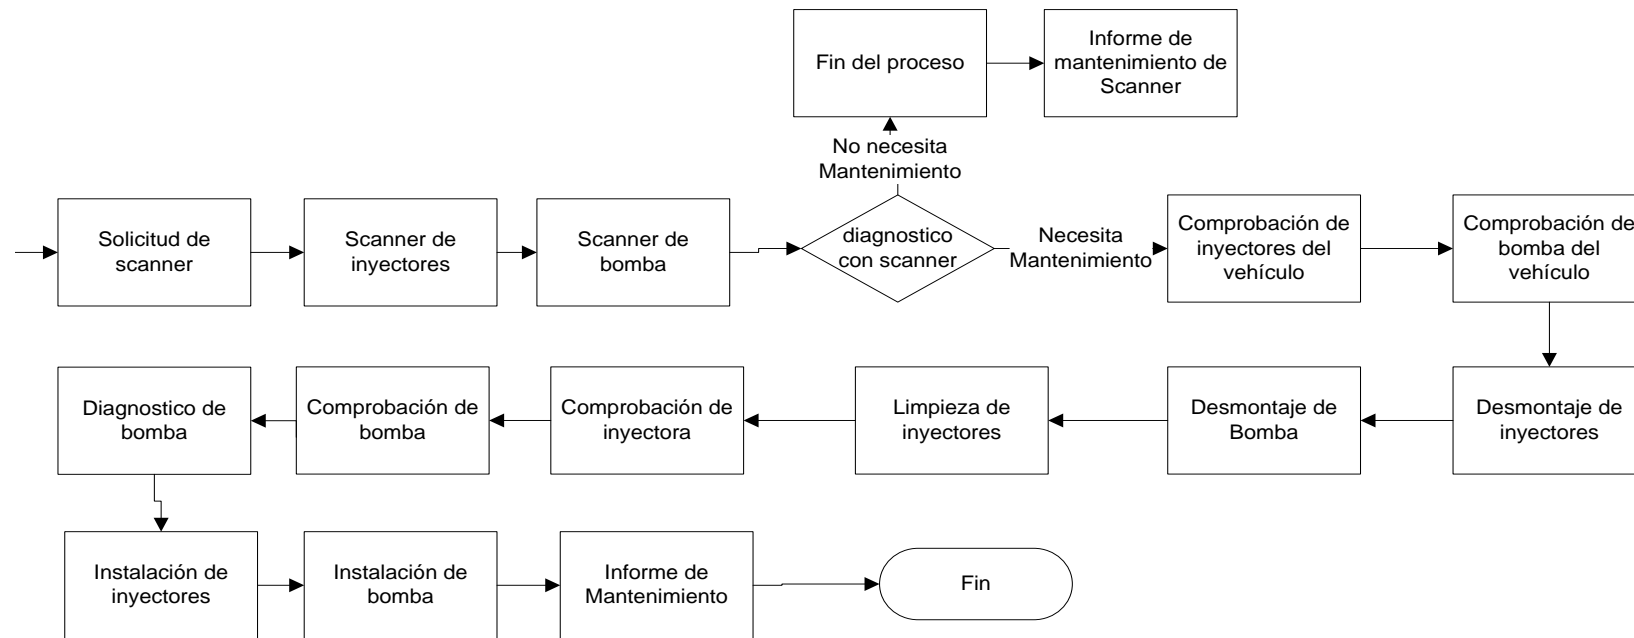 Fin del proceso
Informe de
mantenimiento de
Scanner
No necesita
Mantenimiento
Solicitud de
scanner
Scanner de
inyectores
Scanner de
bomba
diagnostico
con scanner
Necesita
Mantenimiento
Comprobación de
inyectores del
vehículo
Comprobación de
bomba del
vehículo
Diagnostico de
bomba
Comprobación de
bomba
Comprobación de
inyectora
Limpieza de
inyectores
Desmontaje de
Bomba
Desmontaje de
inyectores
Instalación de
inyectores
Instalación de
bomba
Informe de
Mantenimiento
Fin